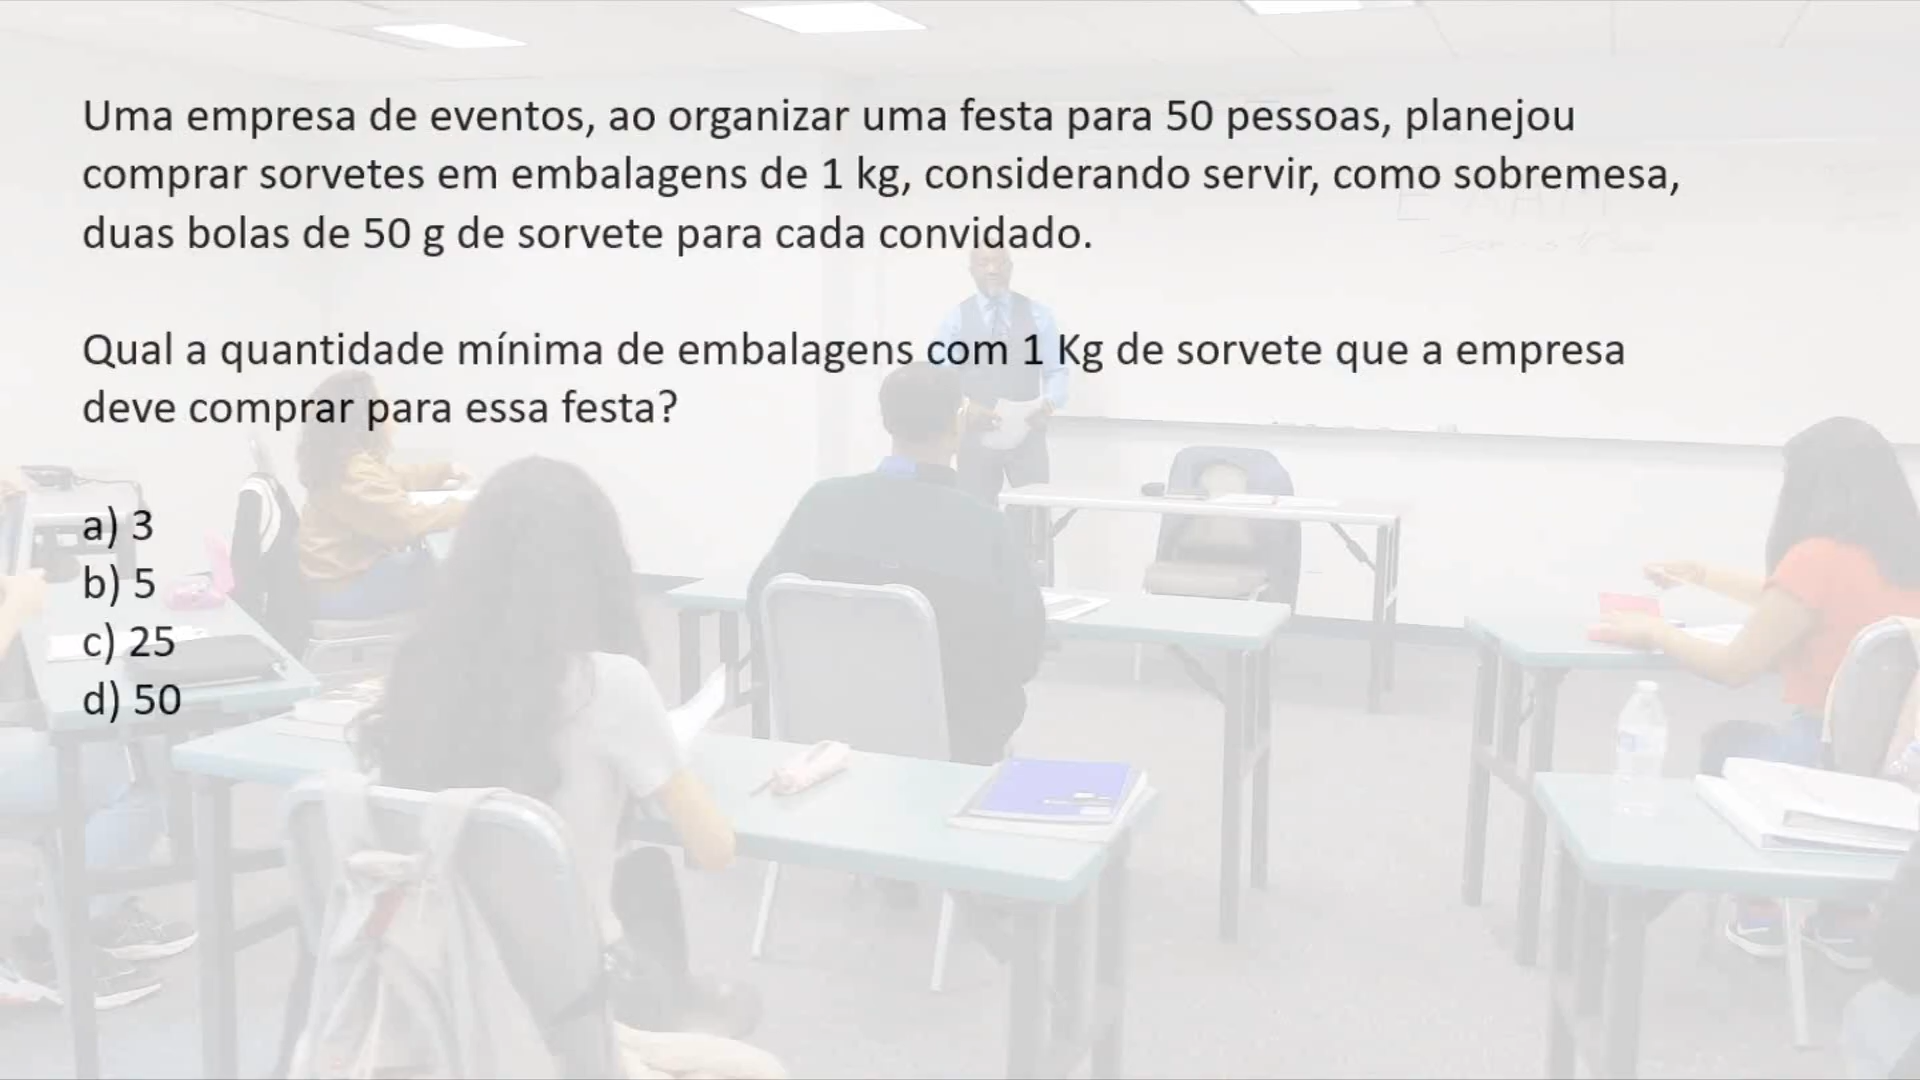 Uma empresa de eventos, ao organizar uma festa para 50 pessoas, planejou
comprar sorvetes em embalagens de 1 kg, considerando servir, como sobremesa,
duas bolas de 50 g de sorvete para cada convidado.
Qual a quantidade mínima de embalagens com 1 Kg de sorvete que a empresa
deve comprar para essa festa?
a) 3
b) 5
c) 25
d) 50